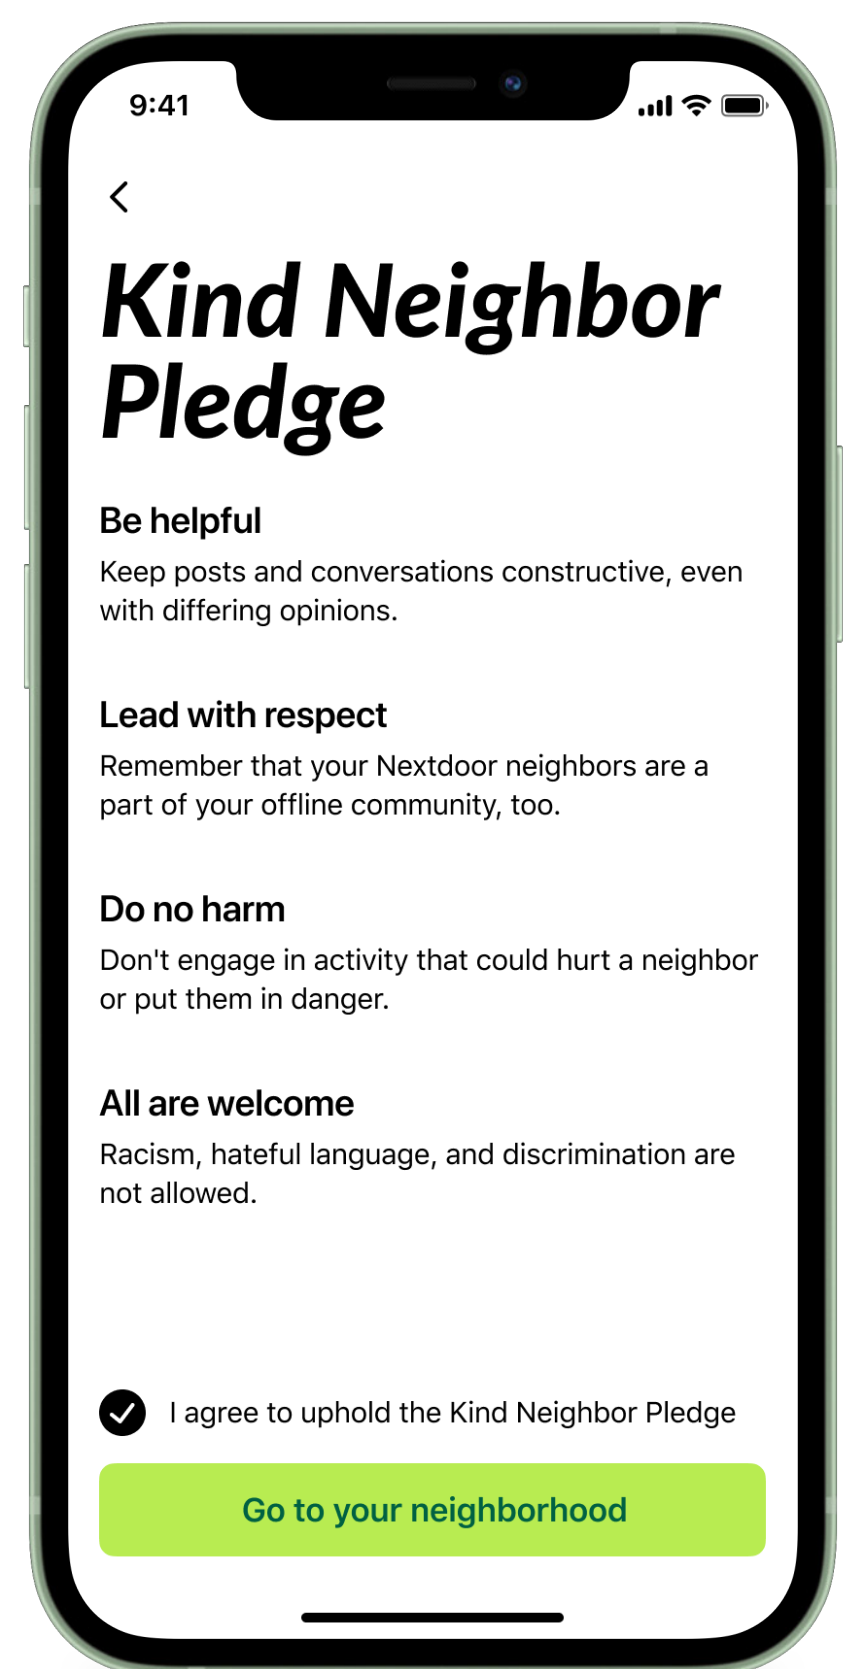 9:41
Kind Neighbor
Pledge
Be helpful
Keep posts and conversations constructive, even
with differing opinions.
Lead with respect
Remember that your Nextdoor neighbors are a
part of your offline community, too.
Do no harm
Don't engage in activity that could hurt a neighbor
or put them in danger.
All are welcome
Racism, hateful language, and discrimination are
not allowed.
I agree to uphold the Kind Neighbor Pledge
Go to your neighborhood